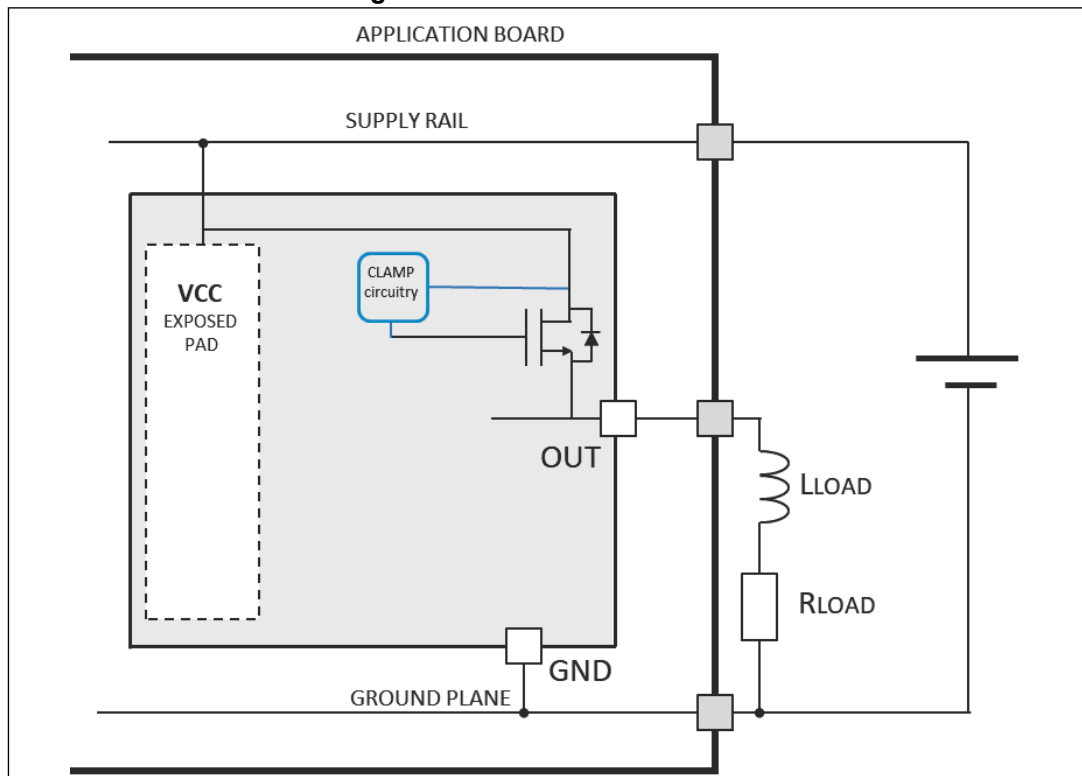 APPLICATION BOARD
SUPPLY RAIL
CLAMP
circuitry
VCC
EXPOSED
PAD
OUT
LLOAD
RLOAD
GND
GROUND PLANE